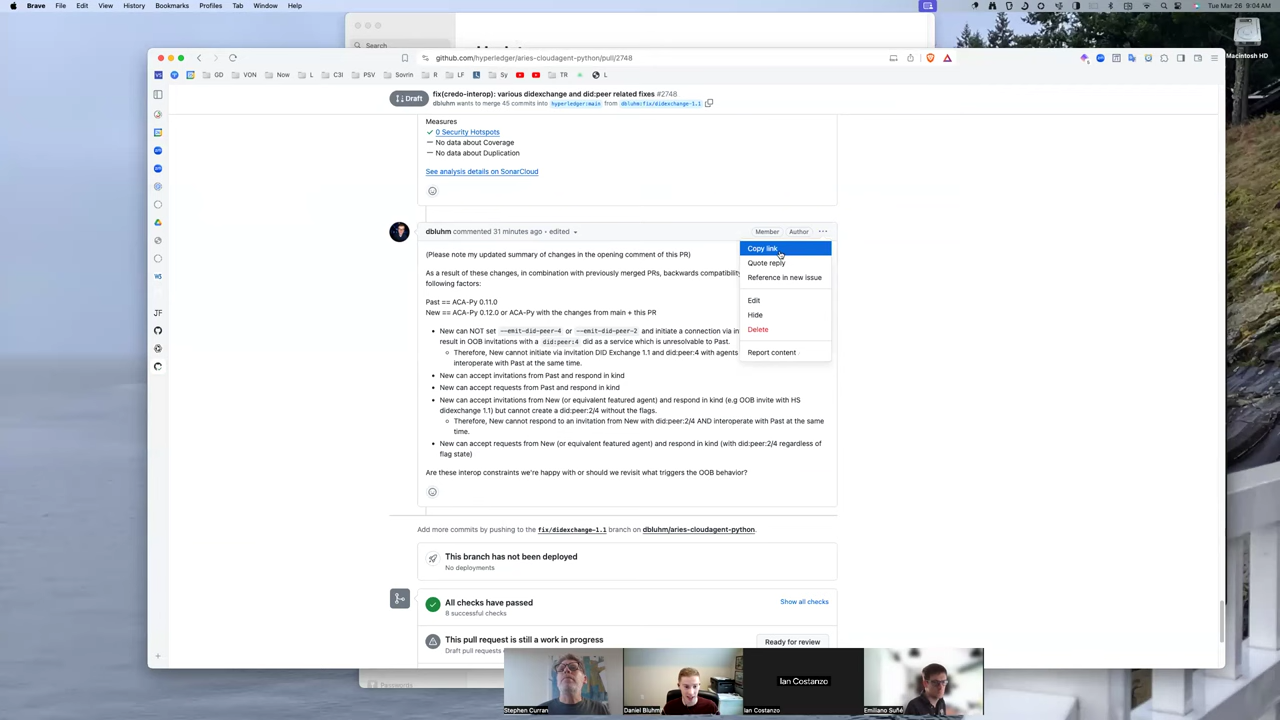 Brave File Edit View History Bookmarks Profiles Tab Window Help
Tue Mar 26 9:04 AM
Search
Macintosh HD
github.com/hyperledger/aries-cloudagent-python/pull/2748
GD VON Now L C3I PSV Sovrin R LF Sy TR L
Draft
fix(credo-interop): various didexchange and did:peer related fixes #2748
dbluhm wants to merge 45 commits into hyperledger:main from dbluhm:fix/didexchange-1.1
Measures
0 Security Hotspots
No data about Coverage
No data about Duplication
See analysis details on SonarCloud
dbluhm commented 31 minutes ago • edited
Member Author
Copy link
Quote reply
Reference in new issue
Edit
Hide
Delete
Report content
(Please note my updated summary of changes in the opening comment of this PR)
As a result of these changes, in combination with previously merged PRs, backwards compatibility
following factors:
Past == ACA-Py 0.11.0
New == ACA-Py 0.12.0 or ACA-Py with the changes from main + this PR
• New can NOT set --emit-did-peer-4 or --emit-did-peer-2 and initiate a connection via in
result in OOB invitations with a did:peer:4 did as a service which is unresolvable to Past.
Therefore, New cannot initiate via invitation DID Exchange 1.1 and did:peer:4 with agents
interoperate with Past at the same time.
• New can accept invitations from Past and respond in kind
• New can accept requests from Past and respond in kind
• New can accept invitations from New (or equivalent featured agent) and respond in kind (e.g OOB invite with HS
didexchange 1.1) but cannot create a did:peer:2/4 without the flags.
Therefore, New cannot respond to an invitation from New with did:peer:2/4 AND interoperate with Past at the same
time.
• New can accept requests from New (or equivalent featured agent) and respond in kind (with did:peer:2/4 regardless of
flag state)
Are these interop constraints we're happy with or should we revisit what triggers the OOB behavior?
Add more commits by pushing to the fix/didexchange-1.1 branch on dbluhm/aries-cloudagent-python.
This branch has not been deployed
No deployments
All checks have passed
8 successful checks
Show all checks
This pull request is still a work in progress
Draft pull requests
Ready for review
JF
Passwords
Ian Costanzo
Stephen Curran
Daniel Bluhm
Ian Costanzo
Emiliano Suñé